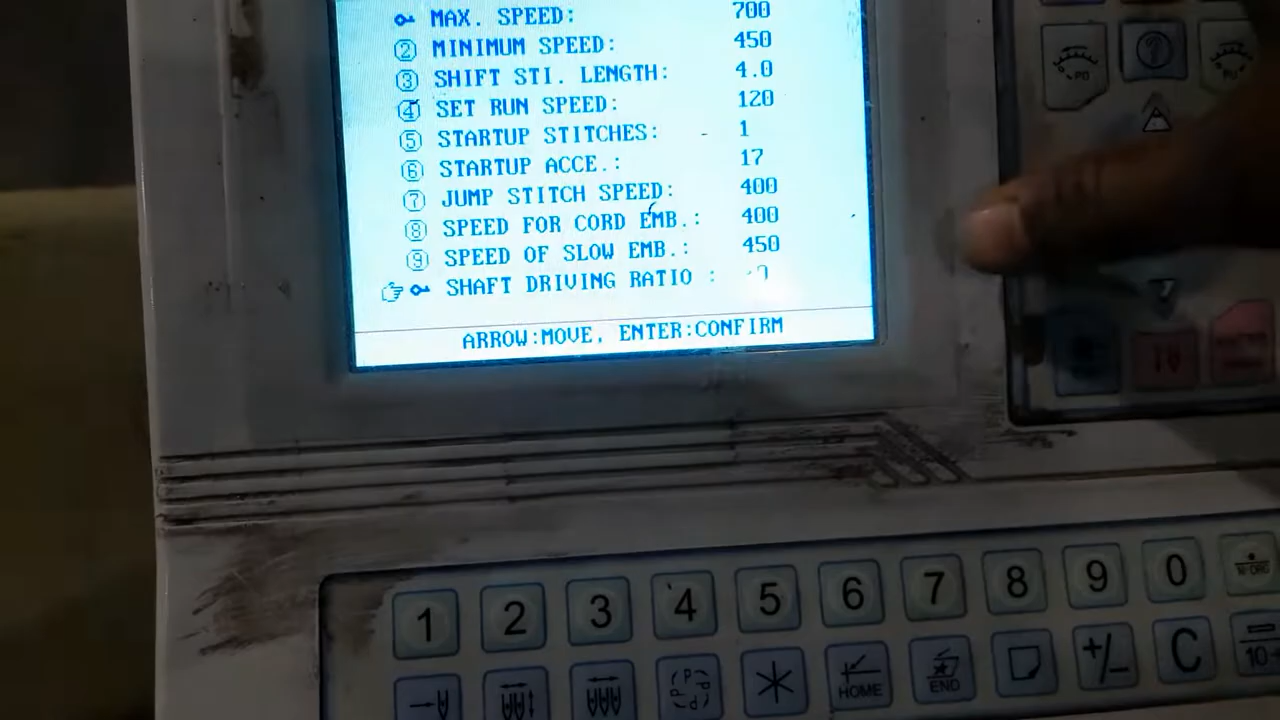 MAX. SPEED: 700
② MINIMUM SPEED: 450
③ SHIFT STI. LENGTH: 4.0
④ SET RUN SPEED: 120
⑤ STARTUP STITCHES: 1
⑥ STARTUP ACCE.: 17
⑦ JUMP STITCH SPEED: 400
⑧ SPEED FOR CORD EMB.: 400
⑨ SPEED OF SLOW EMB.: 450
SHAFT DRIVING RATIO :
ARROW:MOVE, ENTER:CONFIRM
1 2 3 4 5 6 7 8 9 0
HOME END +/- C 10